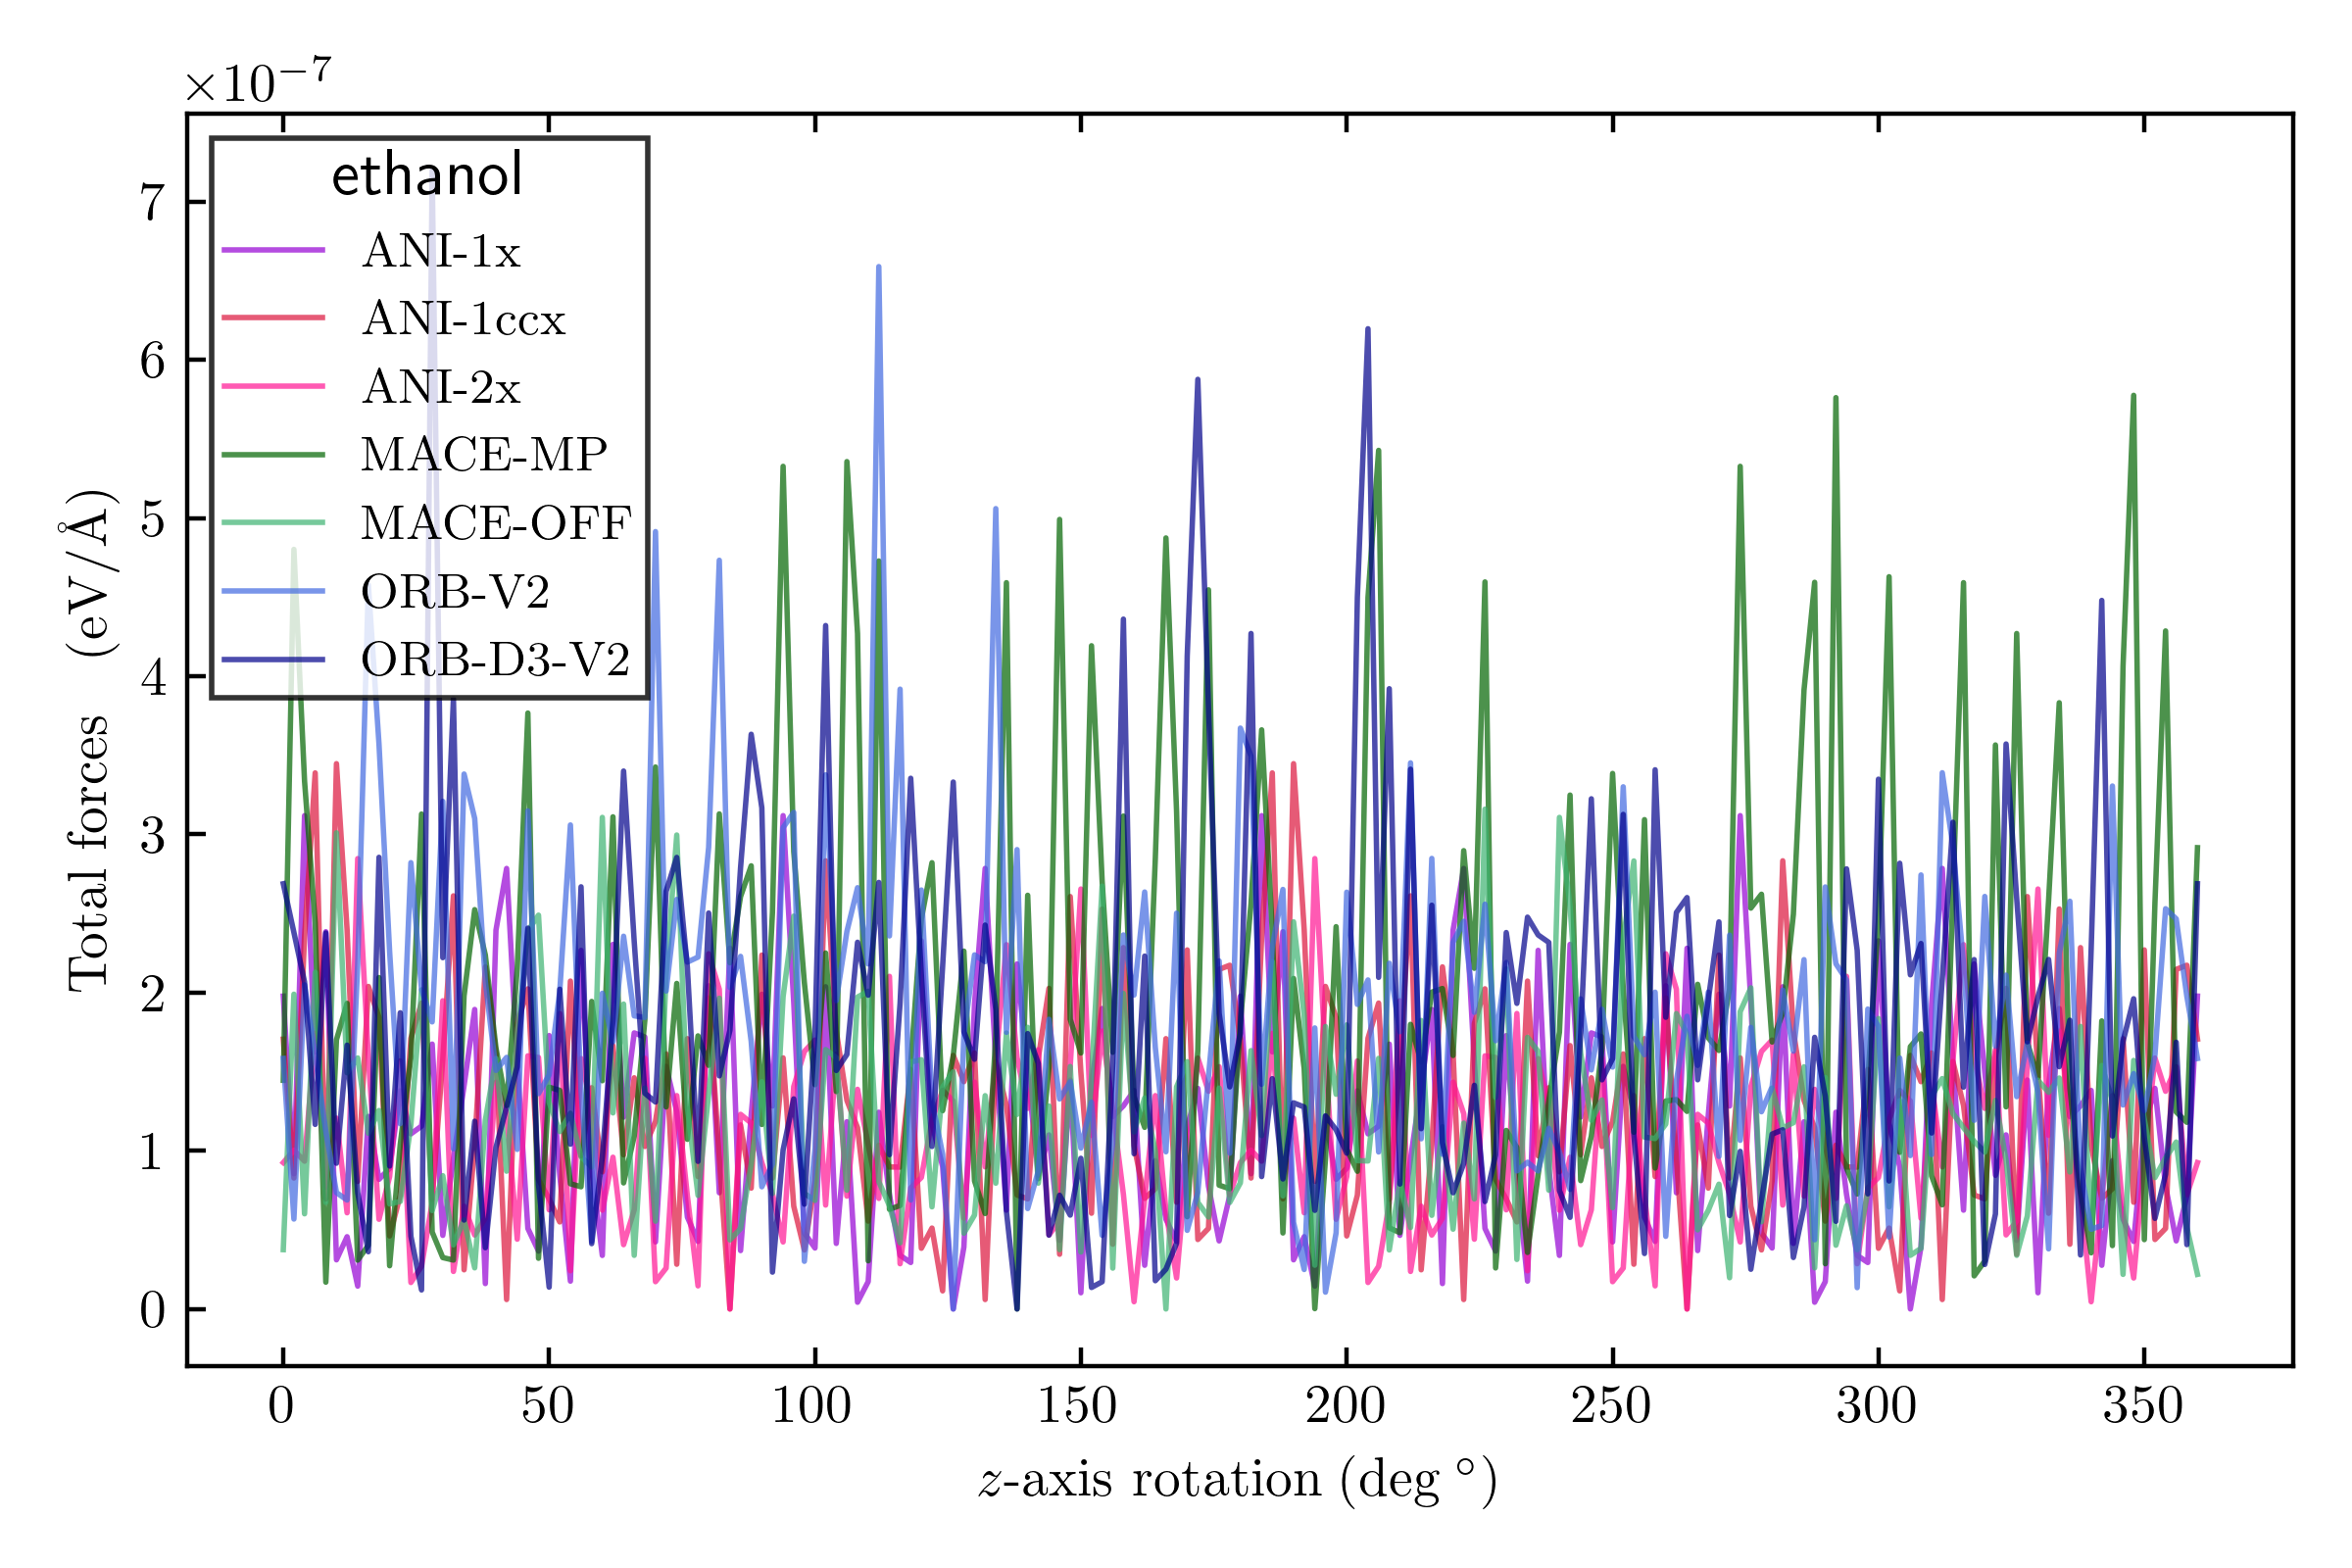 ×10⁻⁷
ethanol
ANI-1x
ANI-1ccx
ANI-2x
MACE-MP
MACE-OFF
ORB-V2
ORB-D3-V2
Total forces (eV/Å)
7
6
5
4
3
2
1
0
0 50 100 150 200 250 300 350
z-axis rotation (deg °)